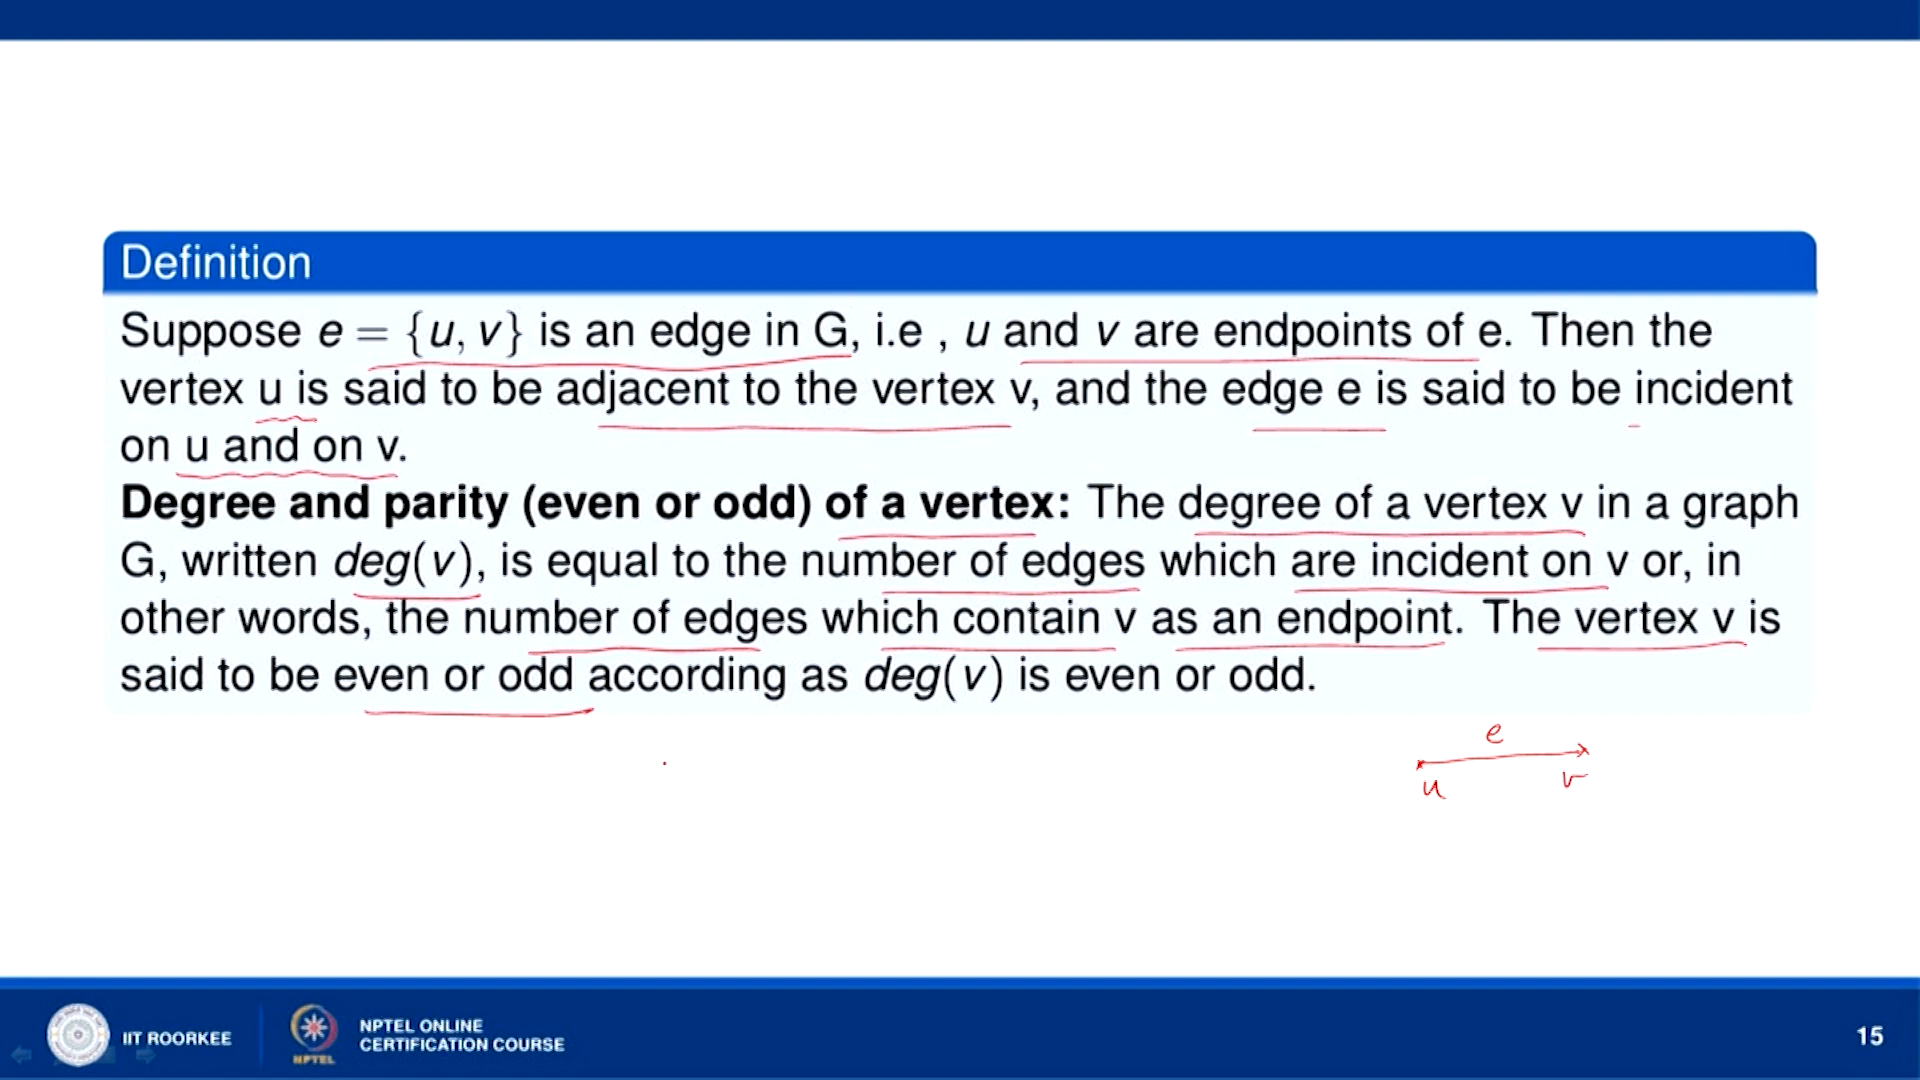 Definition
Suppose e = {u, v} is an edge in G, i.e , u and v are endpoints of e. Then the
vertex u is said to be adjacent to the vertex v, and the edge e is said to be incident
on u and on v.
Degree and parity (even or odd) of a vertex: The degree of a vertex v in a graph
G, written deg(v), is equal to the number of edges which are incident on v or, in
other words, the number of edges which contain v as an endpoint. The vertex v is
said to be even or odd according as deg(v) is even or odd.
e
u v
IIT ROORKEE
NPTEL
NPTEL ONLINE
CERTIFICATION COURSE
15